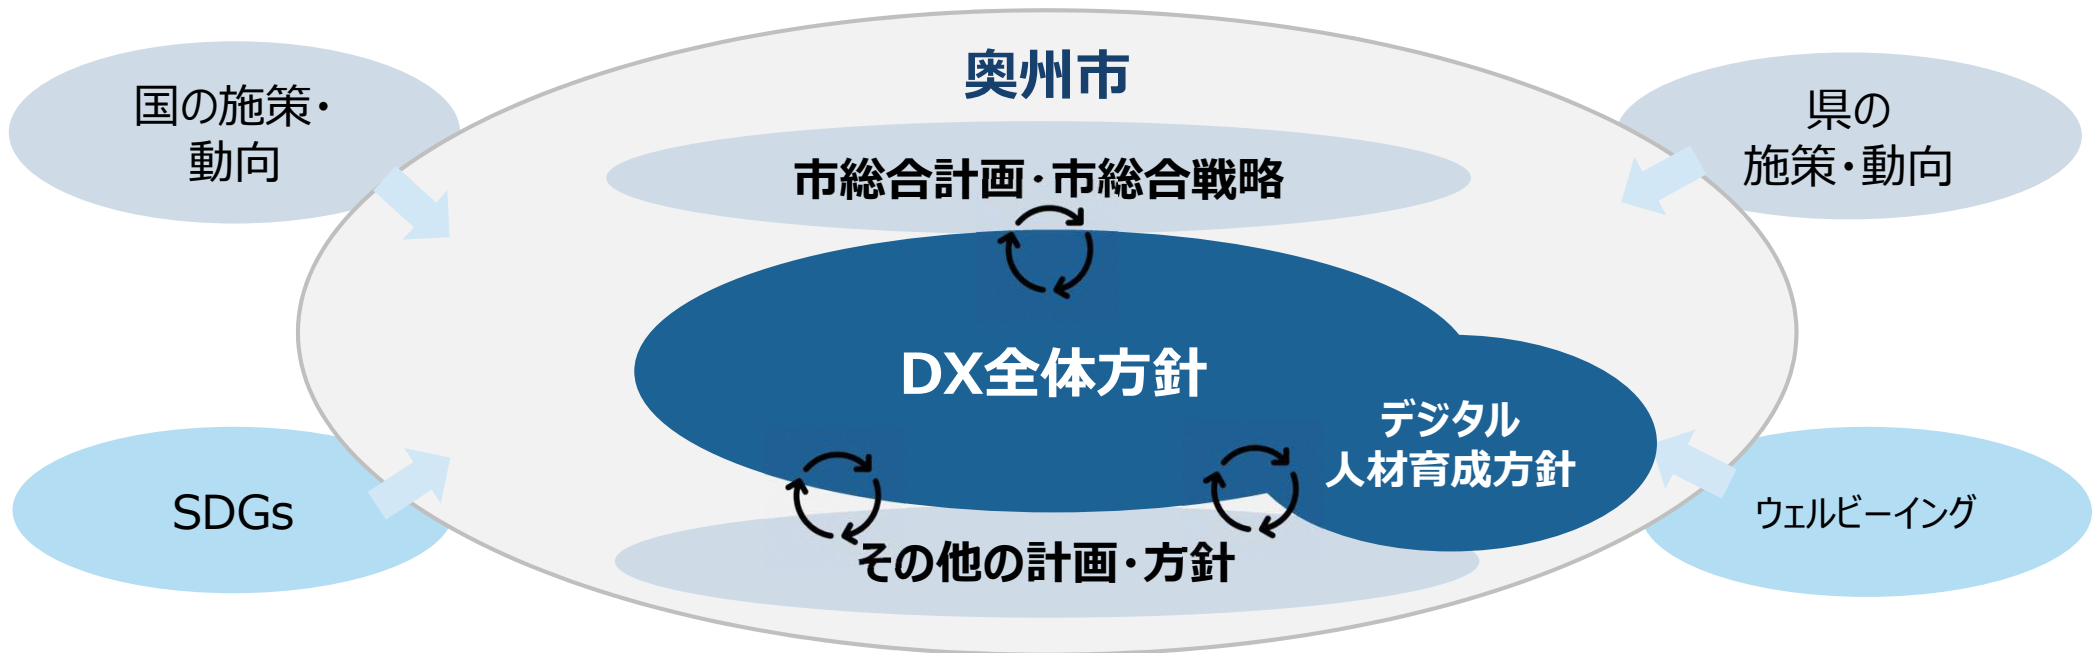 奥州市
国の施策・
動向
県の
施策・動向
市総合計画・市総合戦略
DX全体方針
デジタル
人材育成方針
SDGs
ウェルビーイング
その他の計画・方針